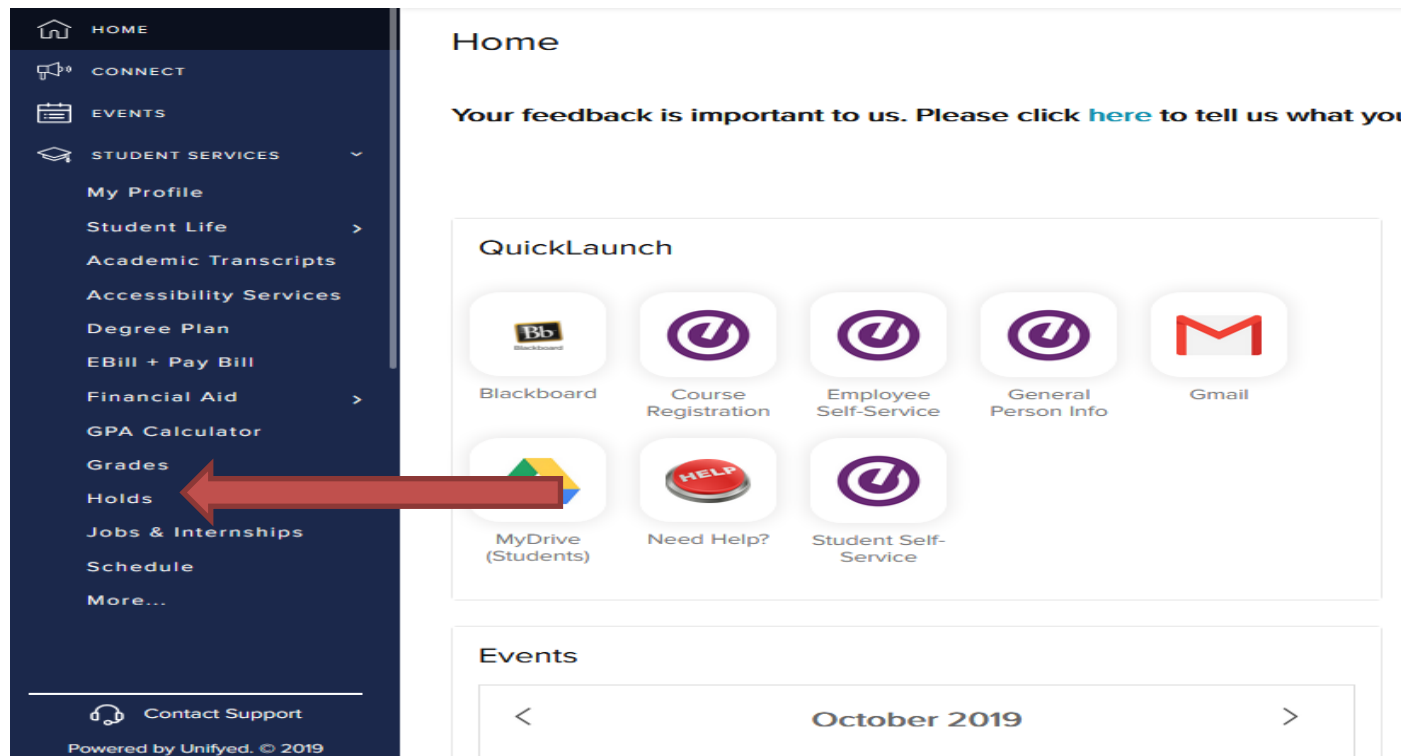 HOME
CONNECT
EVENTS
STUDENT SERVICES
My Profile
Student Life
Academic Transcripts
Accessibility Services
Degree Plan
EBill + Pay Bill
Financial Aid
GPA Calculator
Grades
Holds
Jobs & Internships
Schedule
More...
Contact Support
Powered by Unifyed. © 2019
Home
Your feedback is important to us. Please click here to tell us what you
QuickLaunch
Bb
Blackboard
Blackboard
Course
Registration
Employee
Self-Service
General
Person Info
Gmail
MyDrive
(Students)
HELP
Need Help?
Student Self-
Service
Events
< October 2019 >